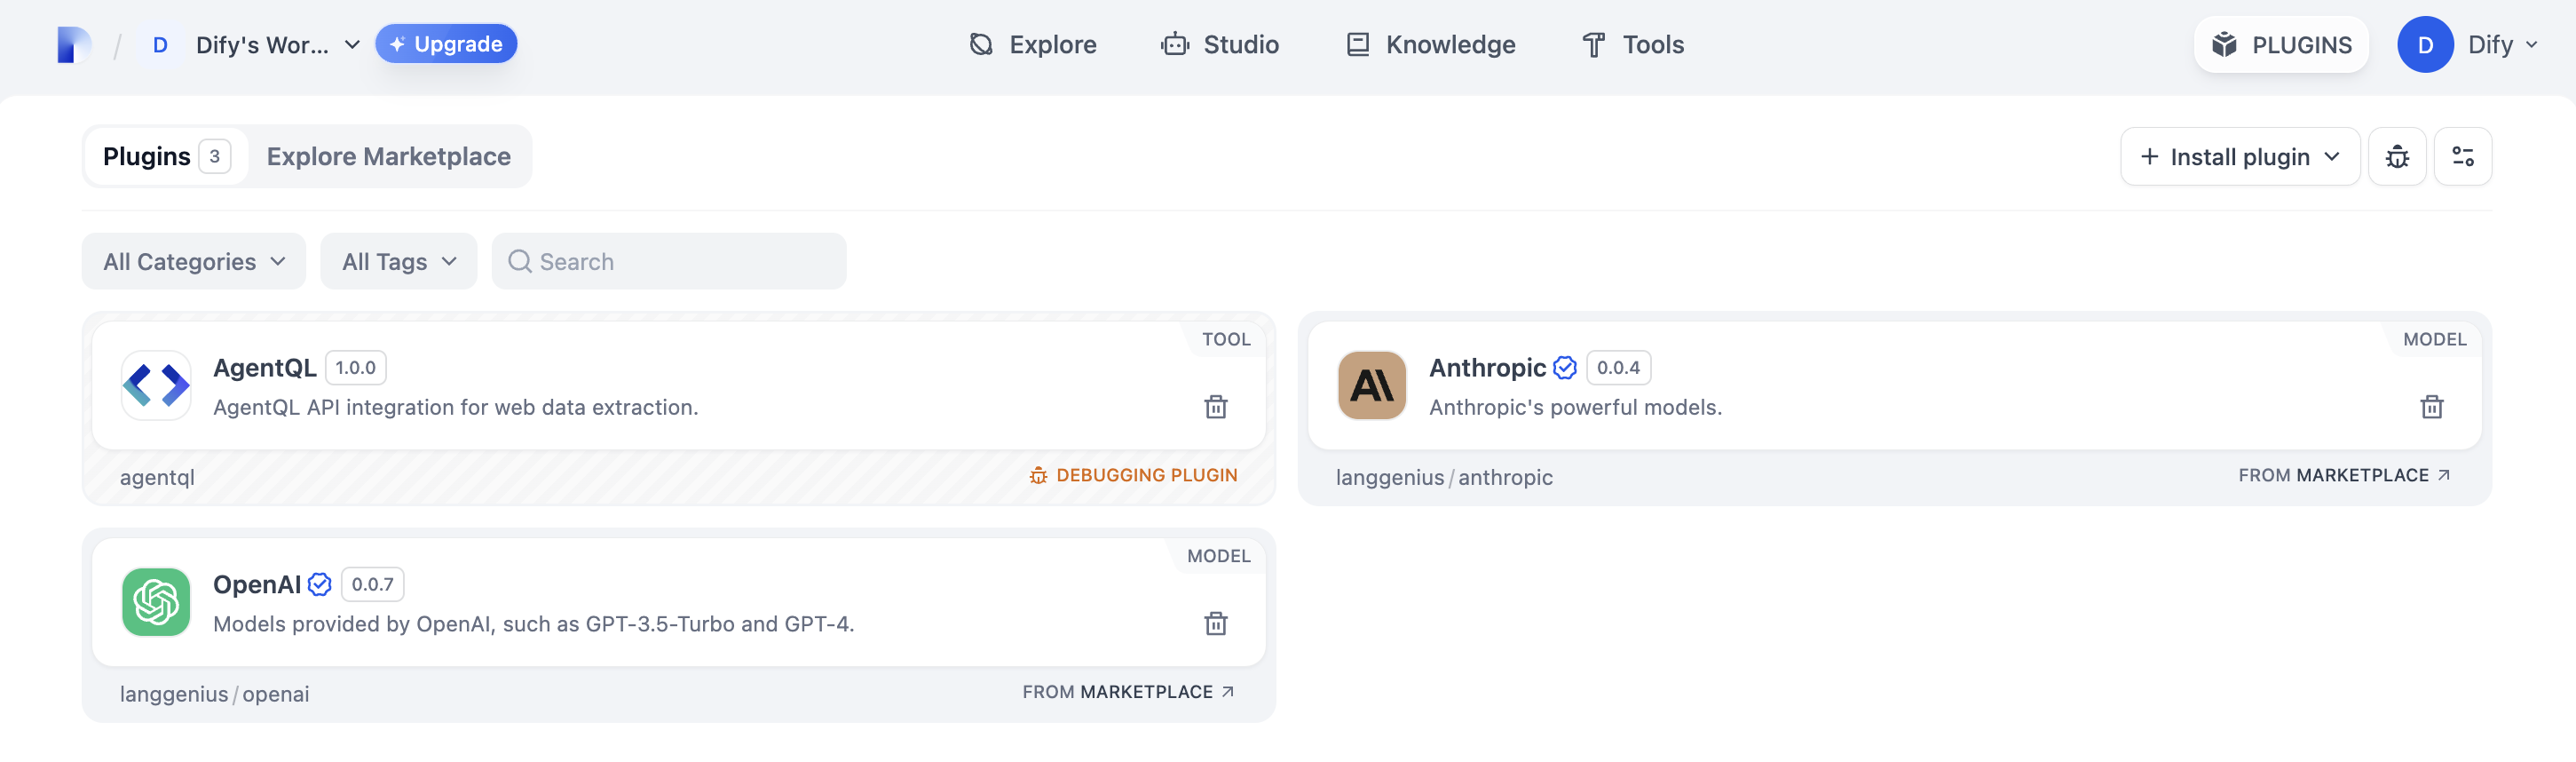 D Dify's Wor... Upgrade Explore Studio Knowledge Tools PLUGINS D Dify
Plugins 3 Explore Marketplace Install plugin
All Categories All Tags Search
TOOL
AgentQL 1.0.0
AgentQL API integration for web data extraction.
agentql DEBUGGING PLUGIN
MODEL
Anthropic 0.0.4
Anthropic's powerful models.
langgenius/anthropic FROM MARKETPLACE
MODEL
OpenAI 0.0.7
Models provided by OpenAI, such as GPT-3.5-Turbo and GPT-4.
langgenius/openai FROM MARKETPLACE